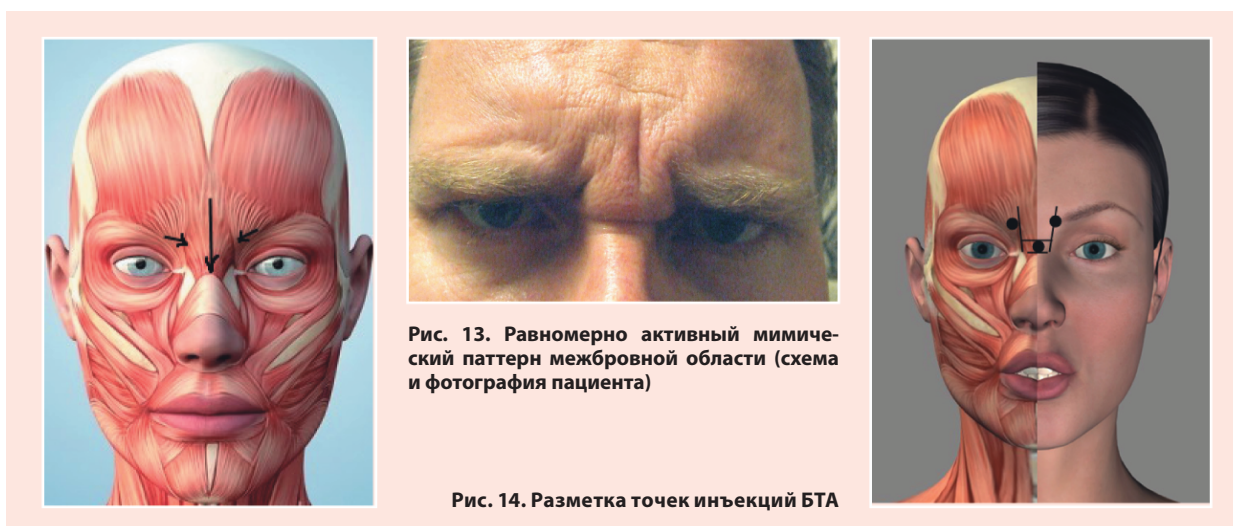 Рис. 13. Равномерно активный мимиче-
ский паттерн межбровной области (схема
и фотография пациента)
Рис. 14. Разметка точек инъекций БТА